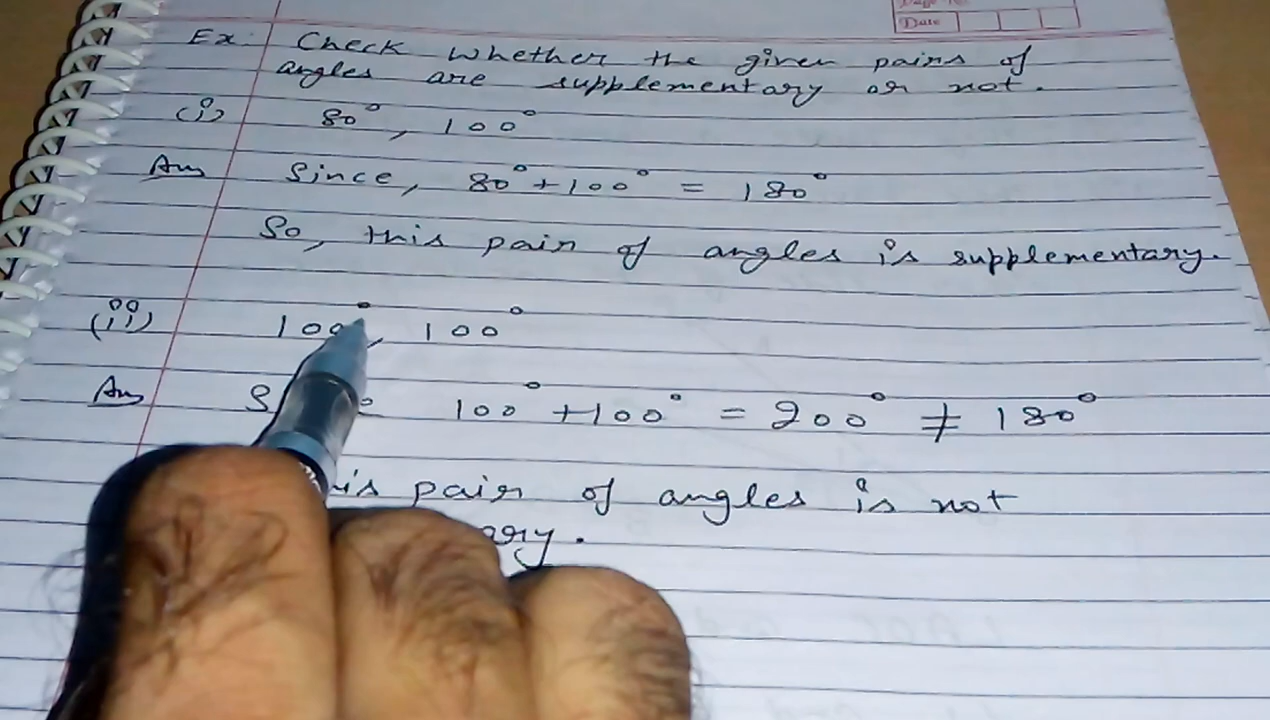 Date
Ex: Check whether the given pairs of
angles are supplementary or not.
(i) 80°, 100°
Ans Since, 80° + 100° = 180°
So, this pair of angles is supplementary.
(ii) 100°, 100°
Ans 100° + 100° = 200° ≠ 180°
pair of angles is not